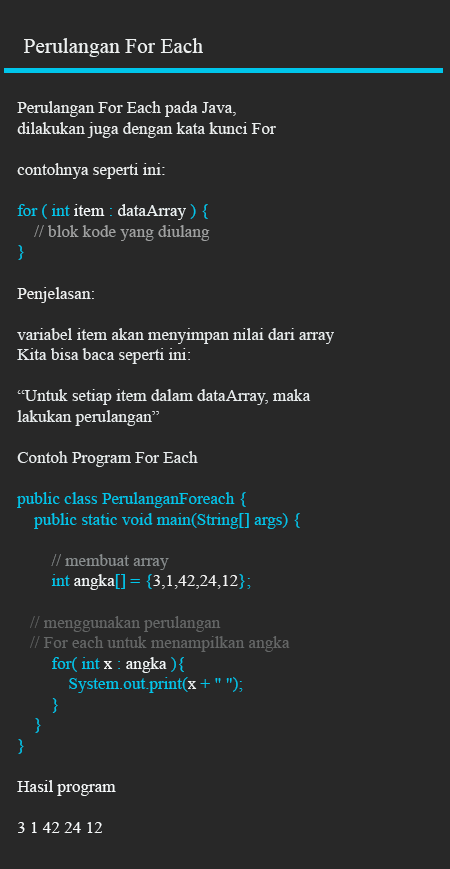 Perulangan For Each
Perulangan For Each pada Java,
dilakukan juga dengan kata kunci For
contohnya seperti ini:
for ( int item : dataArray ) {
// blok kode yang diulang
}
Penjelasan:
variabel item akan menyimpan nilai dari array
Kita bisa baca seperti ini:
“Untuk setiap item dalam dataArray, maka
lakukan perulangan”
Contoh Program For Each
public class PerulanganForeach {
public static void main(String[] args) {
// membuat array
int angka[] = {3,1,42,24,12};
// menggunakan perulangan
// For each untuk menampilkan angka
for( int x : angka ){
System.out.print(x + " ");
}
}
}
Hasil program
3 1 42 24 12